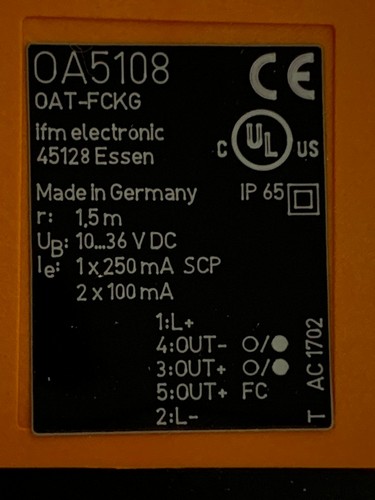 OA5108
CE
OAT-FCKG
ifm electronic
45128 Essen
C UL US
Made in Germany IP 65
r: 1,5 m
UB: 10...36 V DC
Ie: 1 x 250 mA SCP
2 x 100 mA
1:L+
4:OUT- ○/●
3:OUT+ ○/●
5:OUT+ FC
2:L-
T AC 1702